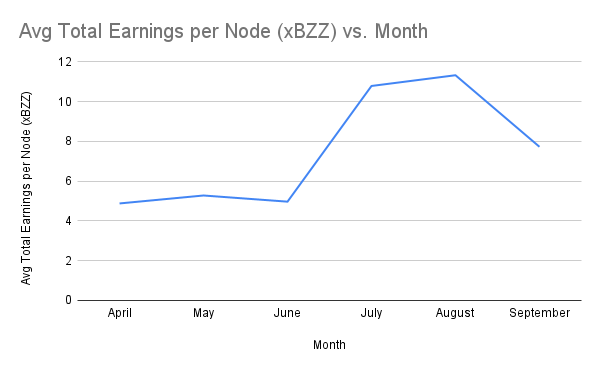 Avg Total Earnings per Node (xBZZ) vs. Month
Avg Total Earnings per Node (xBZZ)
12
10
8
6
4
2
0
April May June July August September
Month